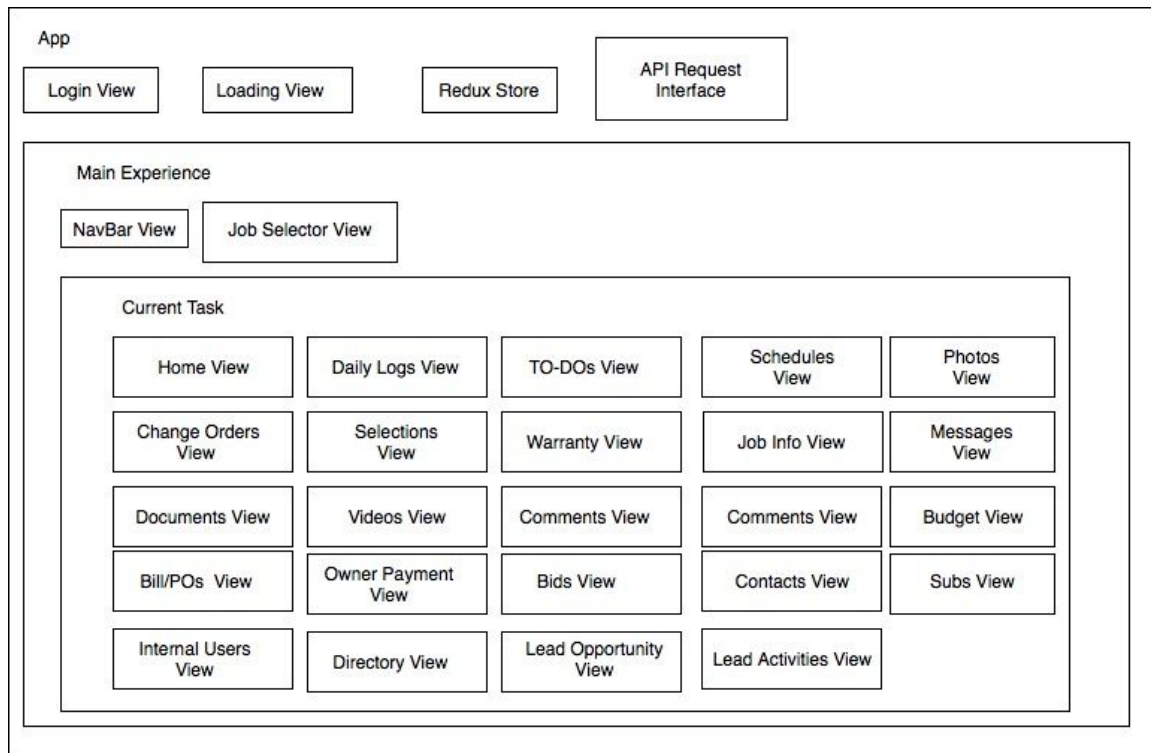 App
Login View
Loading View
Redux Store
API Request
Interface
Main Experience
NavBar View
Job Selector View
Current Task
Home View
Daily Logs View
TO-DOs View
Schedules
View
Photos
View
Change Orders
View
Selections
View
Warranty View
Job Info View
Messages
View
Documents View
Videos View
Comments View
Comments View
Budget View
Bill/POs View
Owner Payment
View
Bids View
Contacts View
Subs View
Internal Users
View
Directory View
Lead Opportunity
View
Lead Activities View